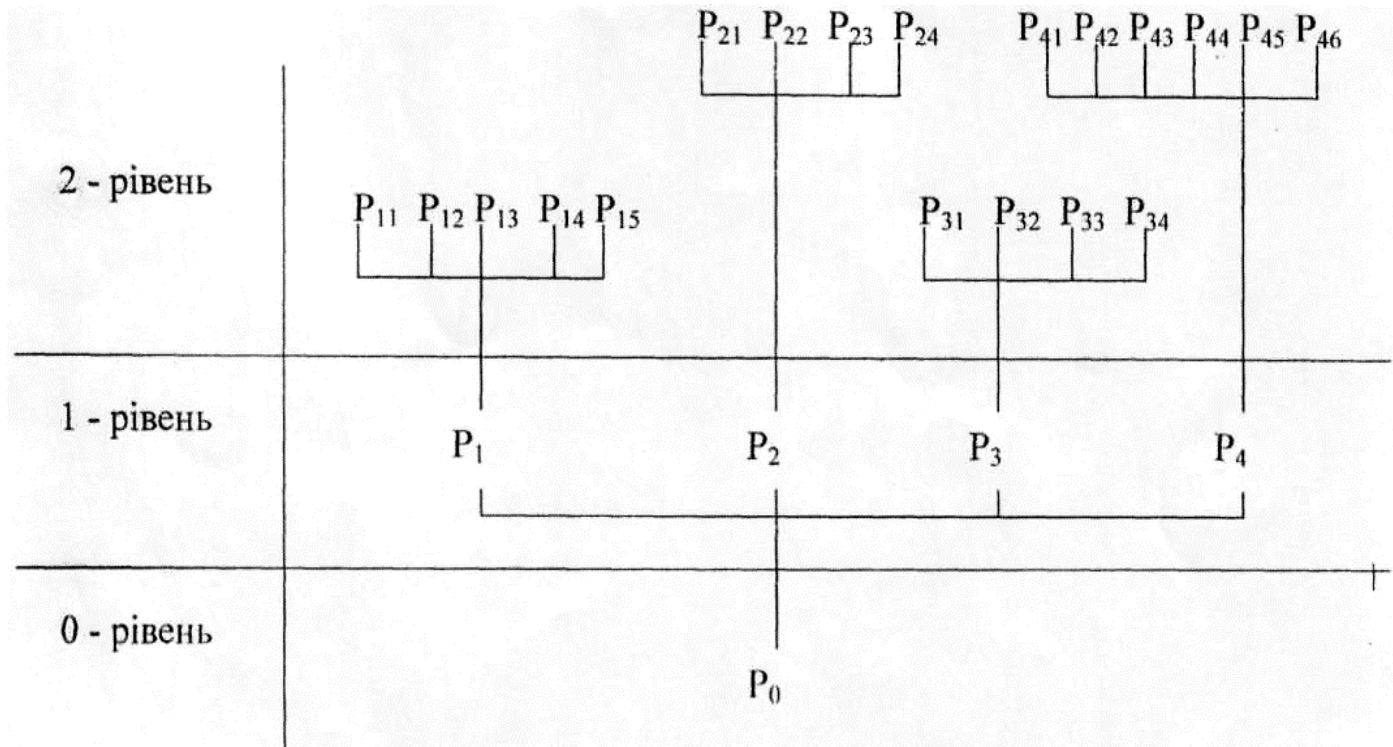 P21 P22 P23 P24 P41 P42 P43 P44 P45 P46
2 - рівень
P11 P12 P13 P14 P15 P31 P32 P33 P34
1 - рівень
P1 P2 P3 P4
0 - рівень
P0